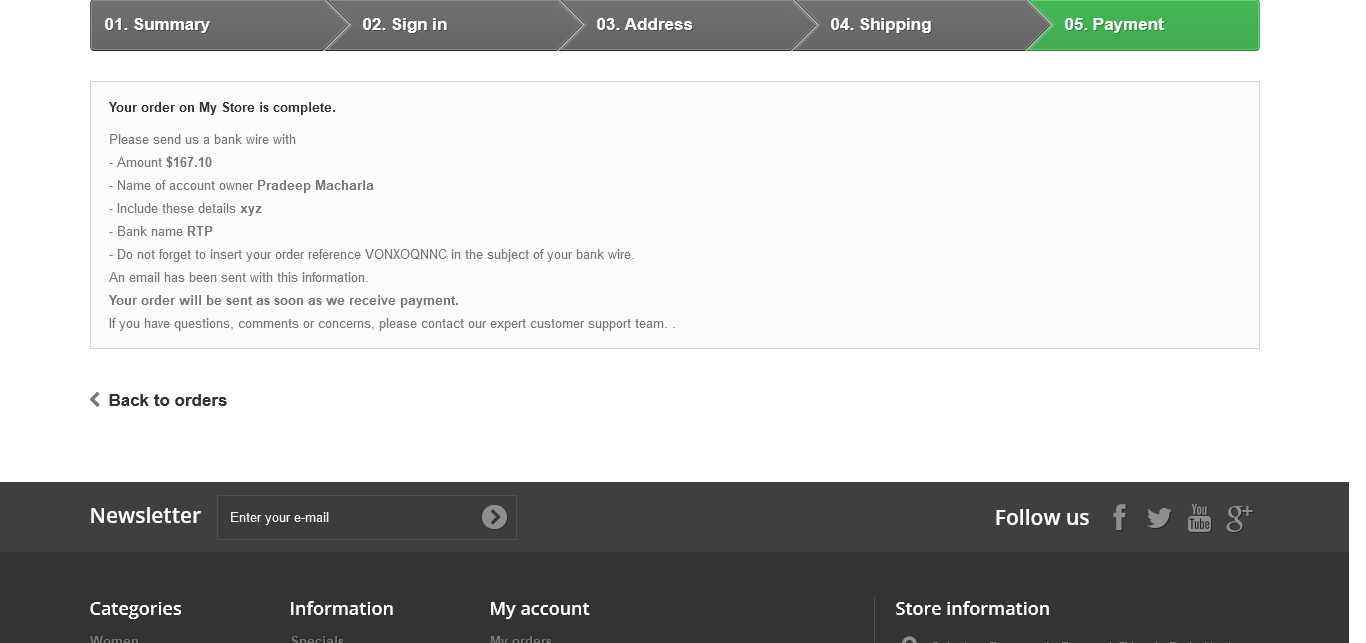 01. Summary
02. Sign in
03. Address
04. Shipping
05. Payment
Your order on My Store is complete.
Please send us a bank wire with
- Amount $167.10
- Name of account owner Pradeep Macharla
- Include these details xyz
- Bank name RTP
- Do not forget to insert your order reference VONXOQNNC in the subject of your bank wire.
An email has been sent with this information.
Your order will be sent as soon as we receive payment.
If you have questions, comments or concerns, please contact our expert customer support team. .
Back to orders
Newsletter
Enter your e-mail
Follow us
You Tube
g+
Categories
Information
My account
Store information
Women
Specials
My orders